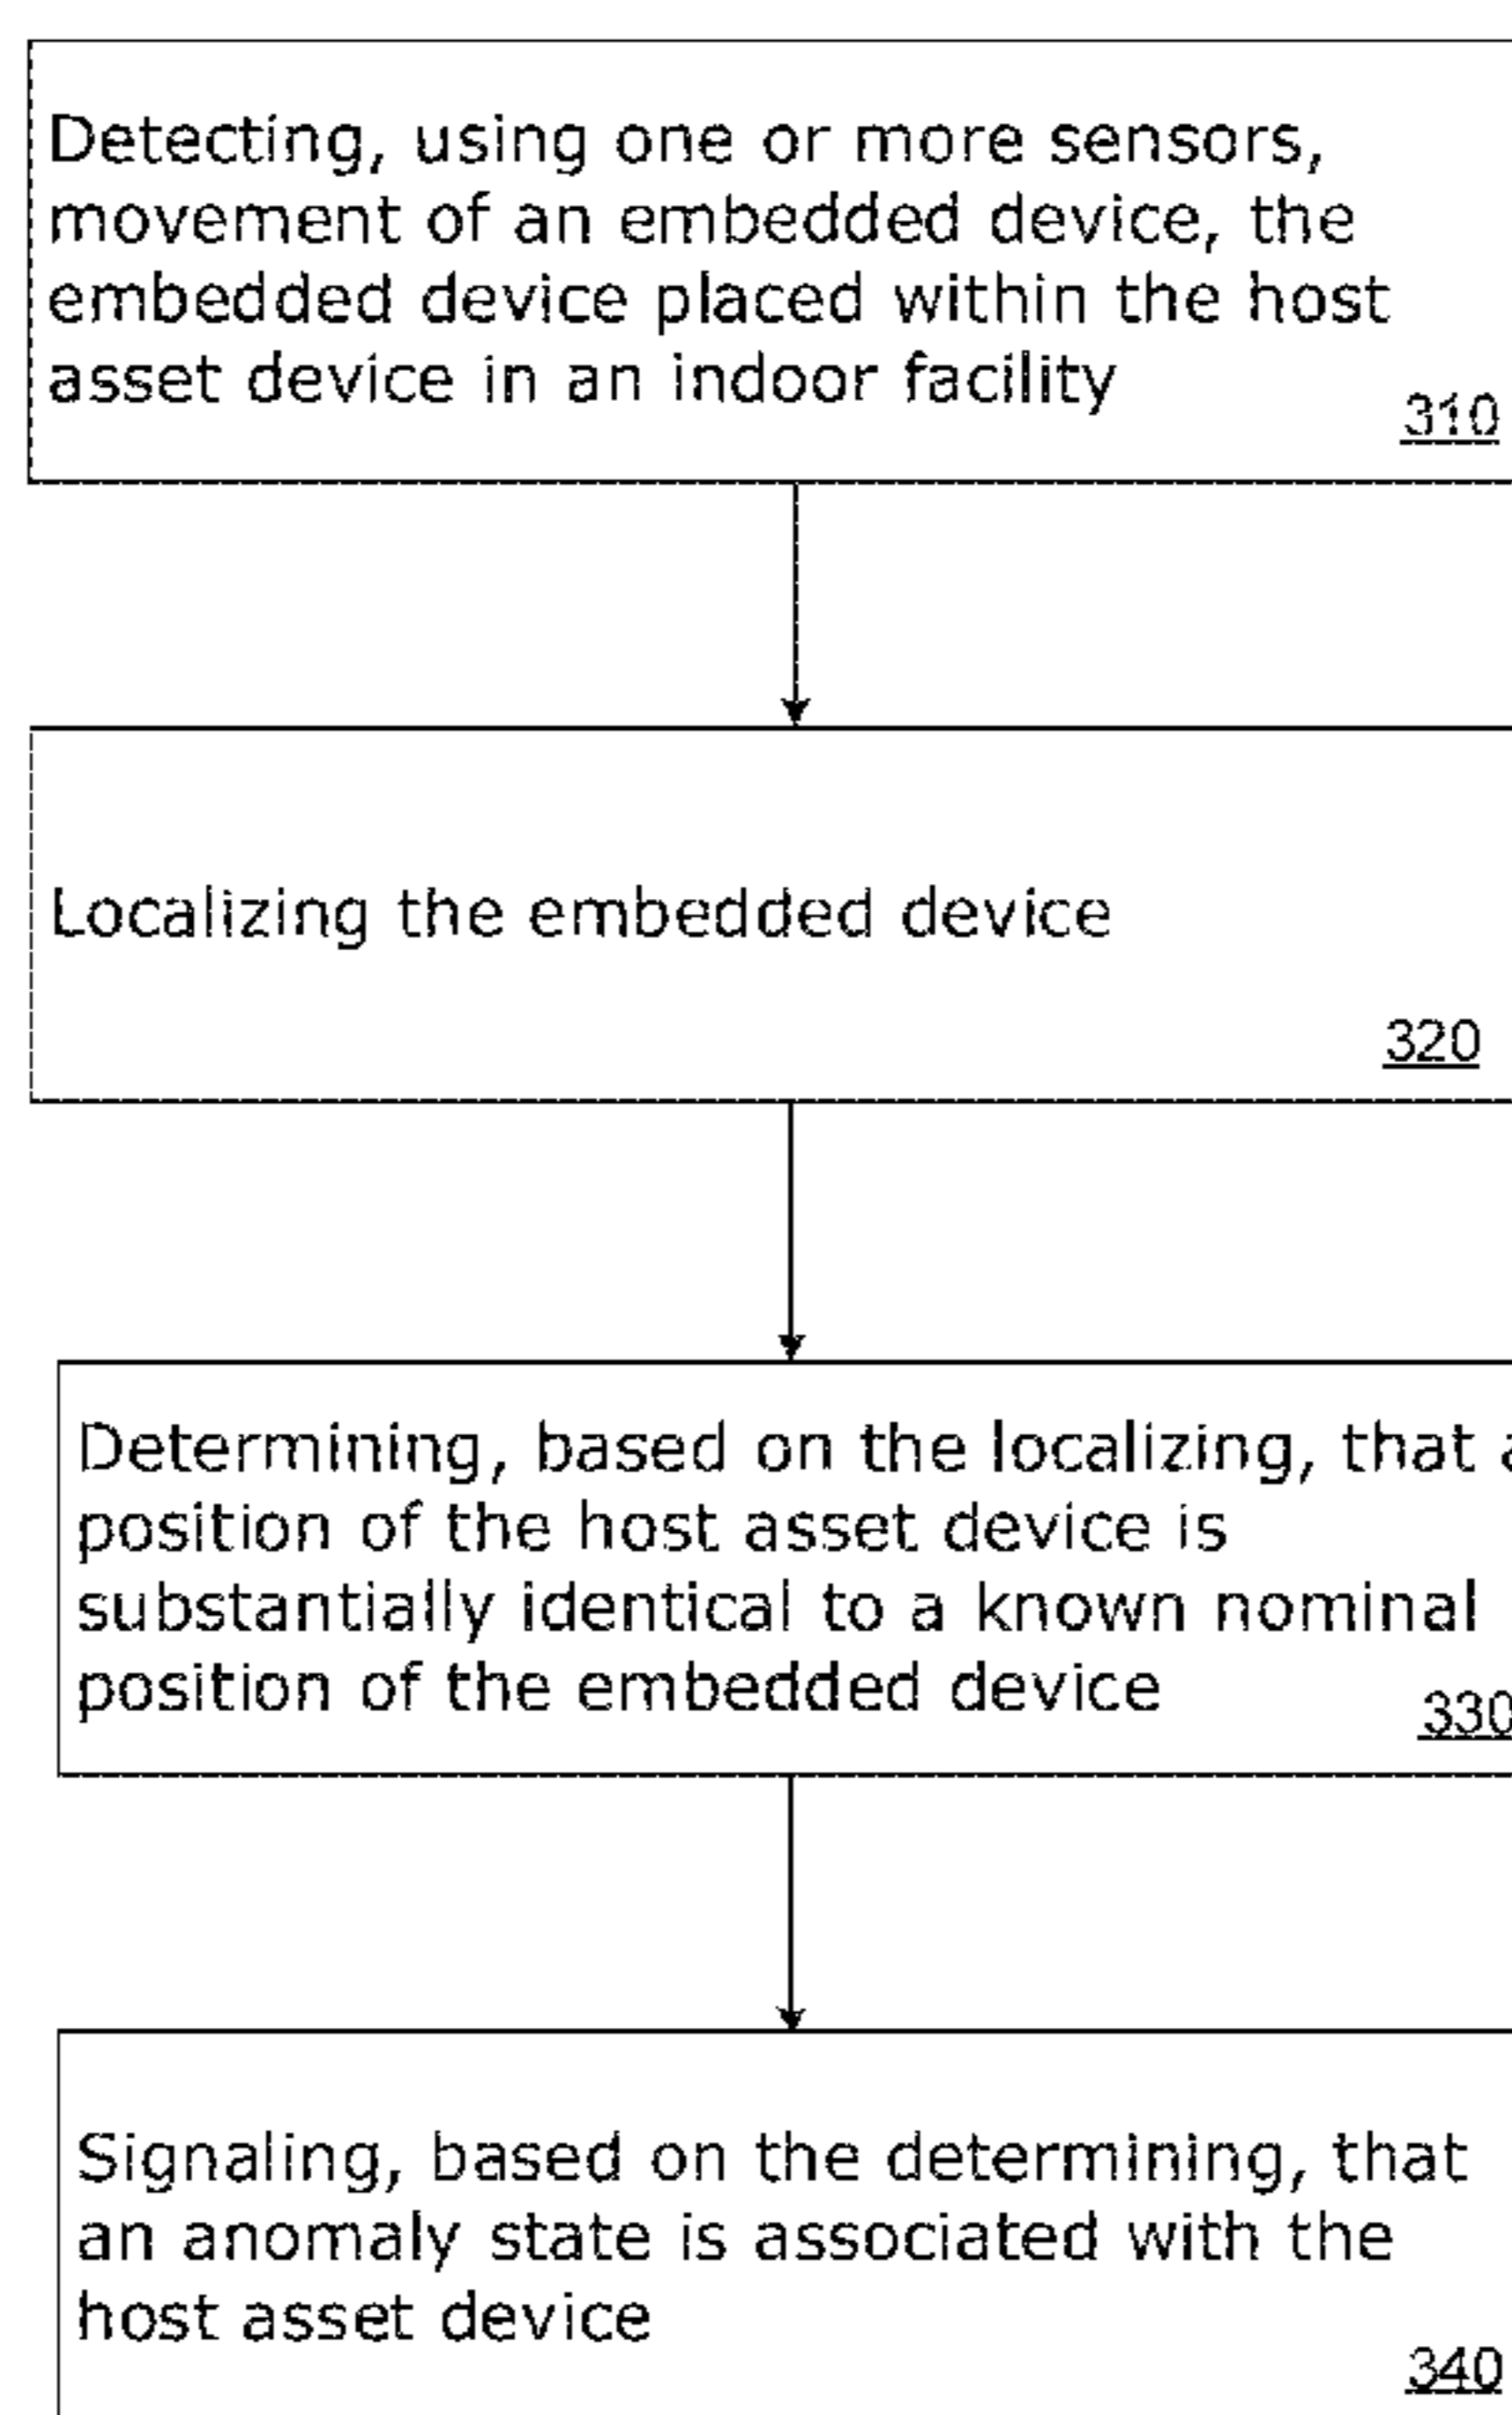 Detecting, using one or more sensors,
movement of an embedded device, the
embedded device placed within the host
asset device in an indoor facility
310
Localizing the embedded device
320
Determining, based on the localizing, that a
position of the host asset device is
substantially identical to a known nominal
position of the embedded device
330
Signaling, based on the determining, that
an anomaly state is associated with the
host asset device
340